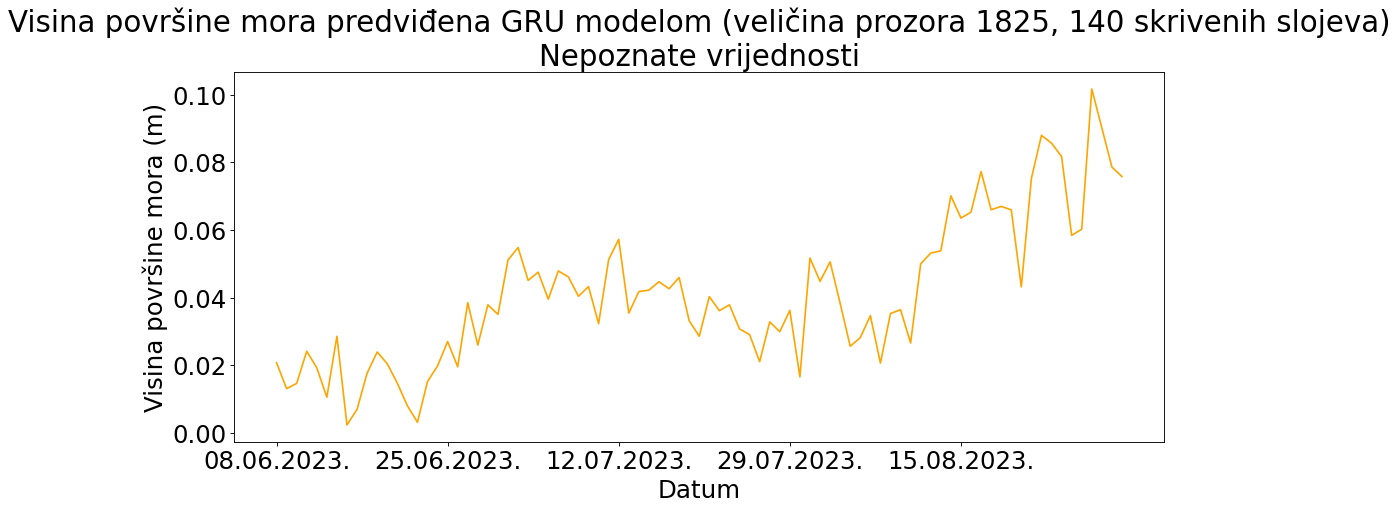 Visina površine mora predviđena GRU modelom (veličina prozora 1825, 140 skrivenih slojeva)
Nepoznate vrijednosti
Visina površine mora (m)
0.10
0.08
0.06
0.04
0.02
0.00
08.06.2023.
25.06.2023.
12.07.2023.
29.07.2023.
15.08.2023.
Datum